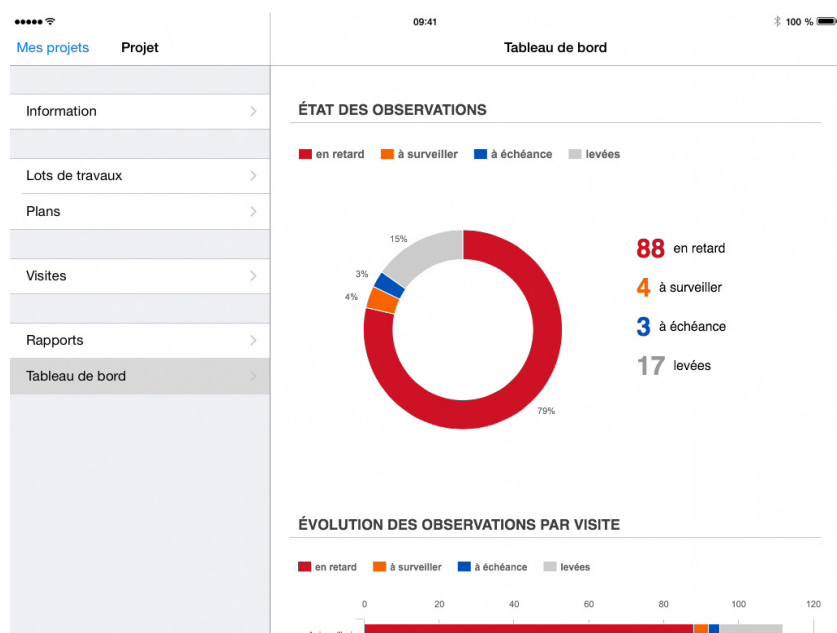 09:41
100 %
Mes projets
Projet
Tableau de bord
Information
Lots de travaux
Plans
Visites
Rapports
Tableau de bord
ÉTAT DES OBSERVATIONS
en retard à surveiller à échéance levées
15%
3%
4%
79%
88 en retard
4 à surveiller
3 à échéance
17 levées
ÉVOLUTION DES OBSERVATIONS PAR VISITE
en retard à surveiller à échéance levées
0 20 40 60 80 100 120